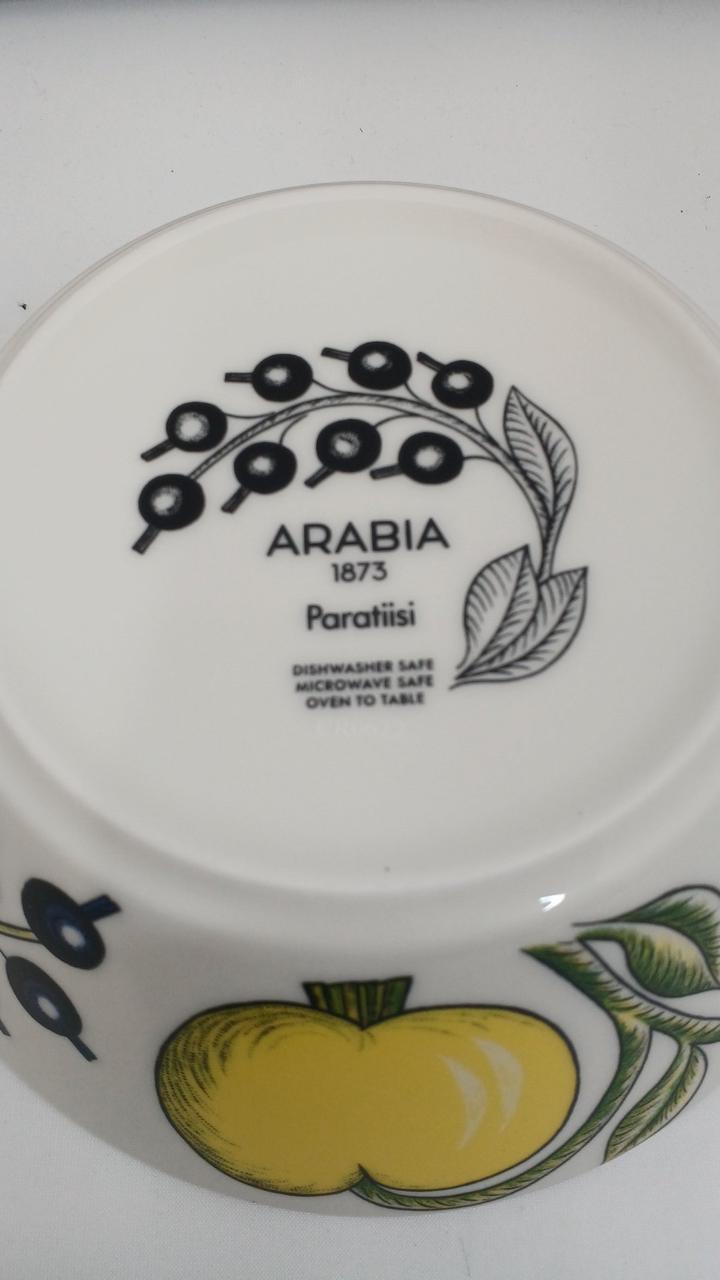 ARABIA
1873
Paratiisi
DISHWASHER SAFE
MICROWAVE SAFE
OVEN TO TABLE